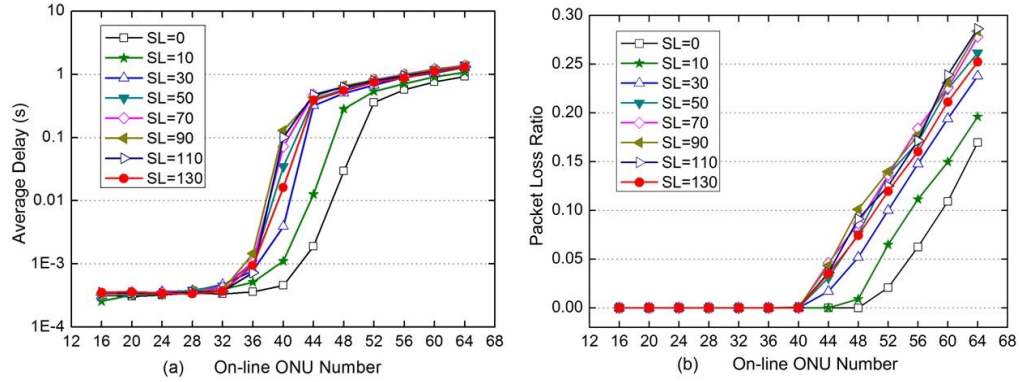 10
1
0.1
0.01
1E-3
1E-4
Average Delay (s)
SL=0
SL=10
SL=30
SL=50
SL=70
SL=90
SL=110
SL=130
12 16 20 24 28 32 36 40 44 48 52 56 60 64 68
(a) On-line ONU Number
0.30
0.25
0.20
0.15
0.10
0.05
0.00
Packet Loss Ratio
SL=0
SL=10
SL=30
SL=50
SL=70
SL=90
SL=110
SL=130
12 16 20 24 28 32 36 40 44 48 52 56 60 64 68
(b) On-line ONU Number